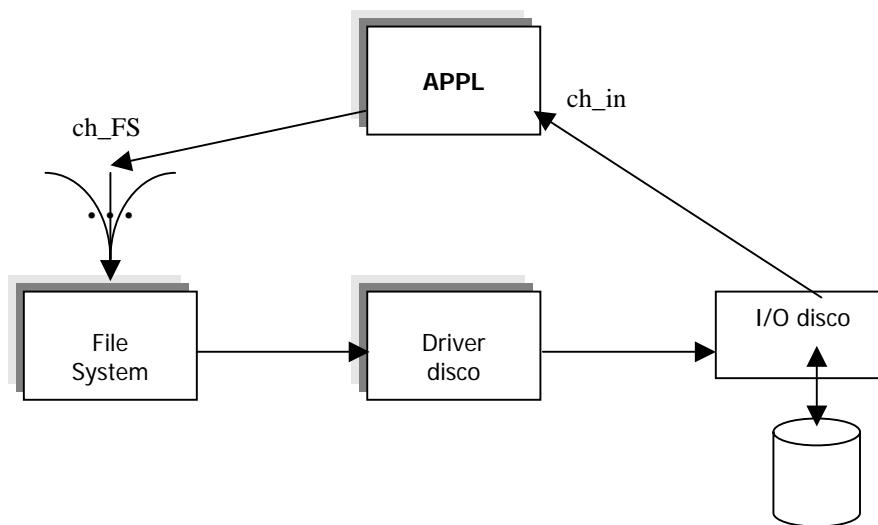 APPL
ch_in
ch_FS
File
System
Driver
disco
I/O disco